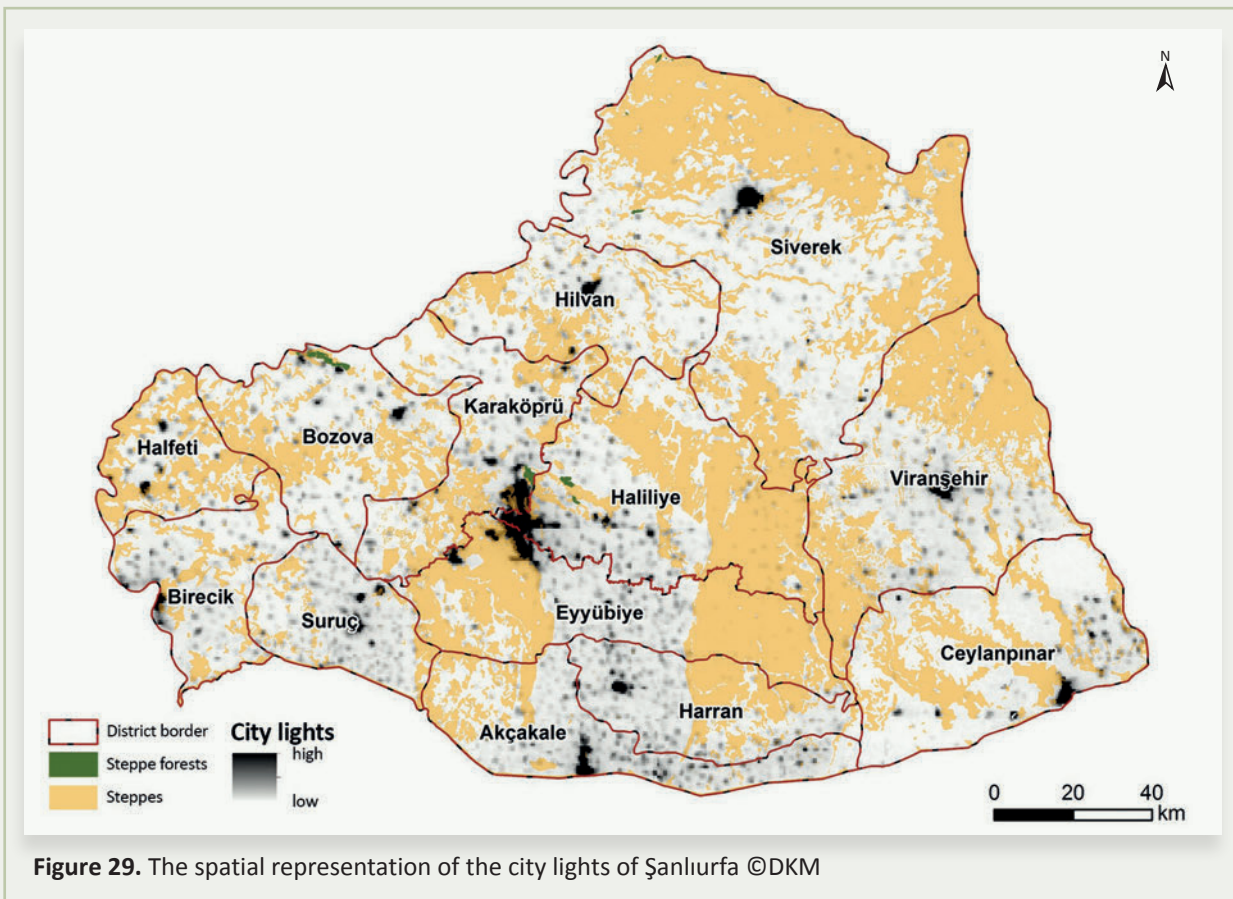 N
Siverek
Hilvan
Karaköprü
Bozova
Halfeti
Haliliye
Viranşehir
Birecik
Suruç
Eyyübiye
Ceylanpınar
Harran
Akçakale
District border
Steppe forests
Steppes
City lights
high
low
0 20 40
km
Figure 29. The spatial representation of the city lights of Şanlıurfa ©DKM